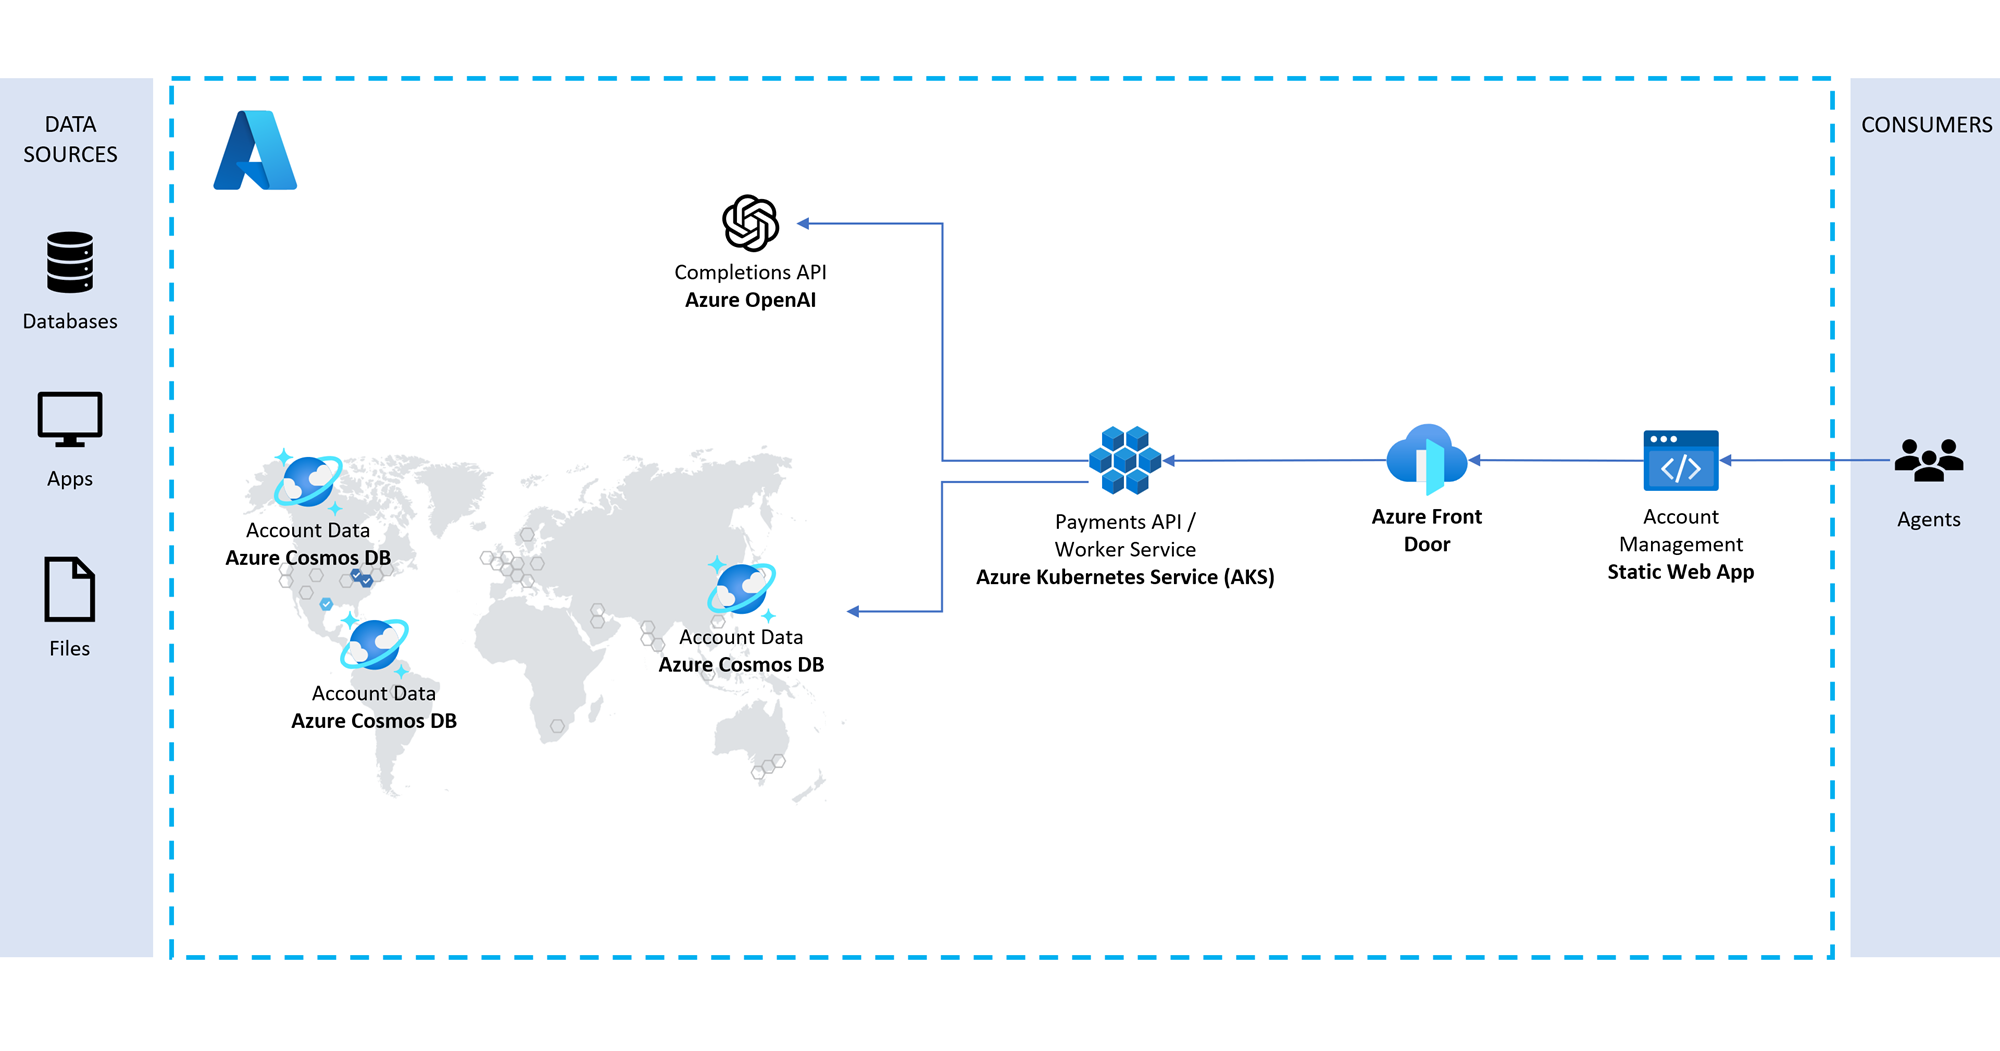 DATA
SOURCES
Databases
Apps
Files
Completions API
Azure OpenAI
Account Data
Azure Cosmos DB
Account Data
Azure Cosmos DB
Account Data
Azure Cosmos DB
Payments API /
Worker Service
Azure Kubernetes Service (AKS)
Azure Front
Door
Account
Management
Static Web App
CONSUMERS
Agents